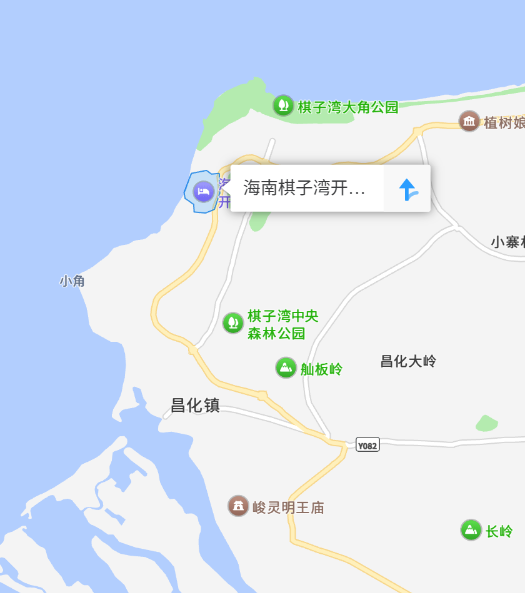 棋子湾大角公园
植树娘
海南棋子湾开…
开
小寨
小角
棋子湾中央
森林公园
舢板岭
昌化大岭
昌化镇
Y082
峻灵明王庙
长岭